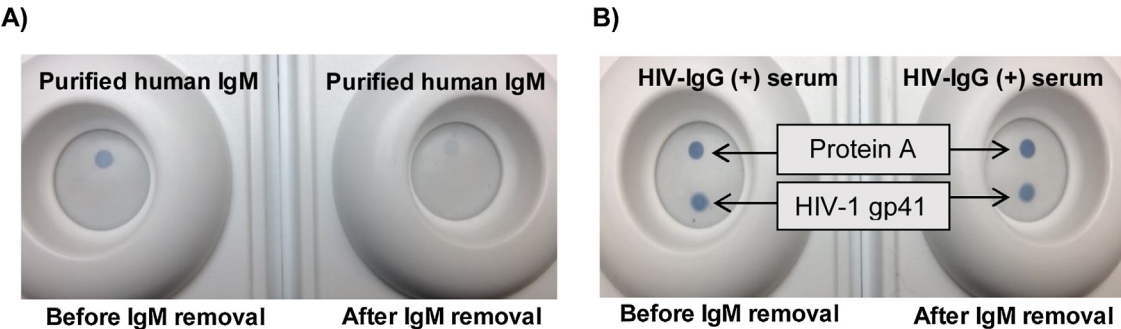 A)
Purified human IgM
Purified human IgM
Before IgM removal
After IgM removal
B)
HIV-IgG (+) serum
HIV-IgG (+) serum
Protein A
HIV-1 gp41
Before IgM removal
After IgM removal